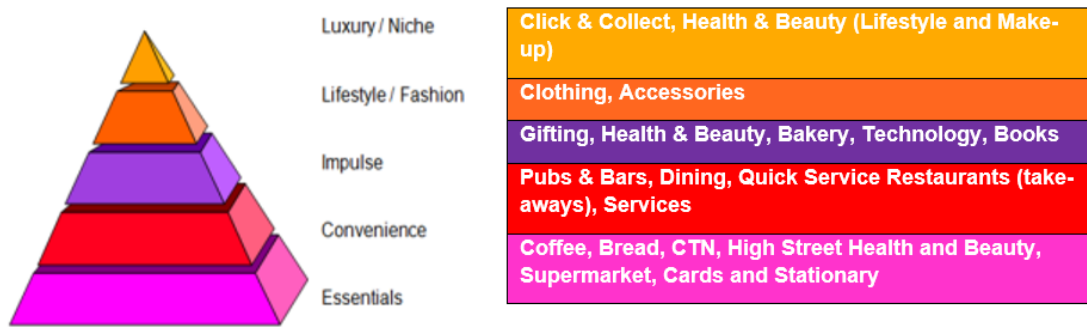 Luxury / Niche
Click & Collect, Health & Beauty (Lifestyle and Make-
up)
Lifestyle / Fashion
Clothing, Accessories
Impulse
Gifting, Health & Beauty, Bakery, Technology, Books
Convenience
Pubs & Bars, Dining, Quick Service Restaurants (take-
aways), Services
Essentials
Coffee, Bread, CTN, High Street Health and Beauty,
Supermarket, Cards and Stationary